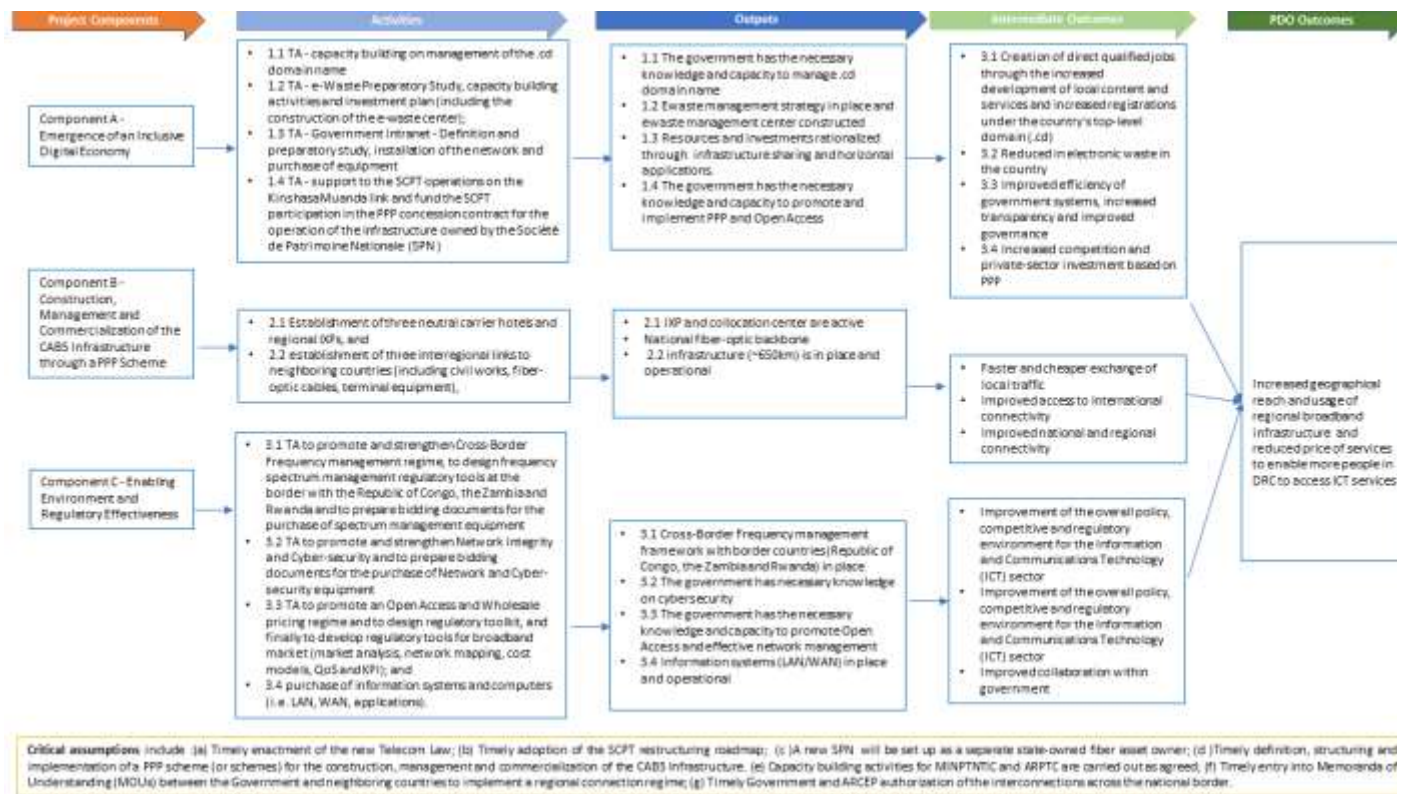 Project Components
Activities
Outputs
Intermediate Outcomes
PDO Outcomes
Component A -
Emergence of an Inclusive
Digital Economy
• 1.1 TA - capacity building on management of the .cd
domain name
• 1.2 TA - e-Waste Preparatory Study, capacity building
activities and investment plan (including the
construction of the e-waste center);
• 1.3 TA - Government Intranet - Definition and
preparatory study, installation of the network and
purchase of equipment
• 1.4 TA - support to the SCPT operations on the
Kinshasa Muanda link and fund the SCPT
participation in the PPP concession contract for the
operation of the infrastructure owned by the Société
de Patrimoine Nationale (SPN)
• 1.1 The government has the necessary
knowledge and capacity to manage .cd
domain name
• 1.2 Ewaste management strategy in place and
ewaste management center constructed
• 1.3 Resources and investments rationalized
through infrastructure sharing and horizontal
applications.
• 1.4 The government has the necessary
knowledge and capacity to promote and
implement PPP and Open Access
• 3.1 Creation of direct qualified jobs
through the increased
development of local content and
services and increased registrations
under the country's top-level
domain (.cd)
• 3.2 Reduced in electronic waste in
the country
• 3.3 Improved efficiency of
government systems, increased
transparency and improved
governance
• 3.4 Increased competition and
private-sector investment based on
PPP
Component B -
Construction,
Management and
Commercialization of the
CAB5 Infrastructure
through a PPP Scheme
• 2.1 Establishment of three neutral carrier hotels and
regional IXPs, and
• 2.2 establishment of three interregional links to
neighboring countries (including civil works, fiber-
optic cables, terminal equipment),
• 2.1 IXP and collocation center are active
• National fiber-optic backbone
• 2.2 infrastructure (~650km) is in place and
operational
• Faster and cheaper exchange of
local traffic
• Improved access to international
connectivity
• Improved national and regional
connectivity
Increased geographical
reach and usage of
regional broadband
infrastructure and
reduced price of services
to enable more people in
DRC to access ICT services
Component C - Enabling
Environment and
Regulatory Effectiveness
• 3.1 TA to promote and strengthen Cross-Border
Frequency management regime, to design frequency
spectrum management regulatory tools at the
border with the Republic of Congo, the Zambia and
Rwanda and to prepare bidding documents for the
purchase of spectrum management equipment
• 3.2 TA to promote and strengthen Network Integrity
and Cyber-security and to prepare bidding
documents for the purchase of Network and Cyber-
security equipment
• 3.3 TA to promote an Open Access and Wholesale
pricing regime and to design regulatory toolkit, and
finally to develop regulatory tools for broadband
market (market analysis, network mapping, cost
models, QoS and KPI); and
• 3.4 purchase of information systems and computers
(i.e. LAN, WAN, applications).
• 3.1 Cross-Border Frequency management
framework with border countries (Republic of
Congo, the Zambia and Rwanda) in place
• 3.2 The government has necessary knowledge
on cybersecurity
• 3.3 The government has the necessary
knowledge and capacity to promote Open
Access and effective network management
• 3.4 Information systems (LAN/WAN) in place
and operational
• Improvement of the overall policy,
competitive and regulatory
environment for the Information
and Communications Technology
(ICT) sector
• Improvement of the overall policy,
competitive and regulatory
environment for the Information
and Communications Technology
(ICT) sector
• Improved collaboration within
government
Critical assumptions include :(a) Timely enactment of the new Telecom Law; (b) Timely adoption of the SCPT restructuring roadmap; (c )A new SPN will be set up as a separate state-owned fiber asset owner; (d )Timely definition, structuring and
implementation of a PPP scheme (or schemes) for the construction, management and commercialization of the CAB5 Infrastructure. (e) Capacity building activities for MINPTNTIC and ARPTC are carried out as agreed, (f) Timely entry into Memoranda of
Understanding (MOUs) between the Government and neighboring countries to implement a regional connection regime; (g) Timely Government and ARCEP authorization of the interconnections across the national border.